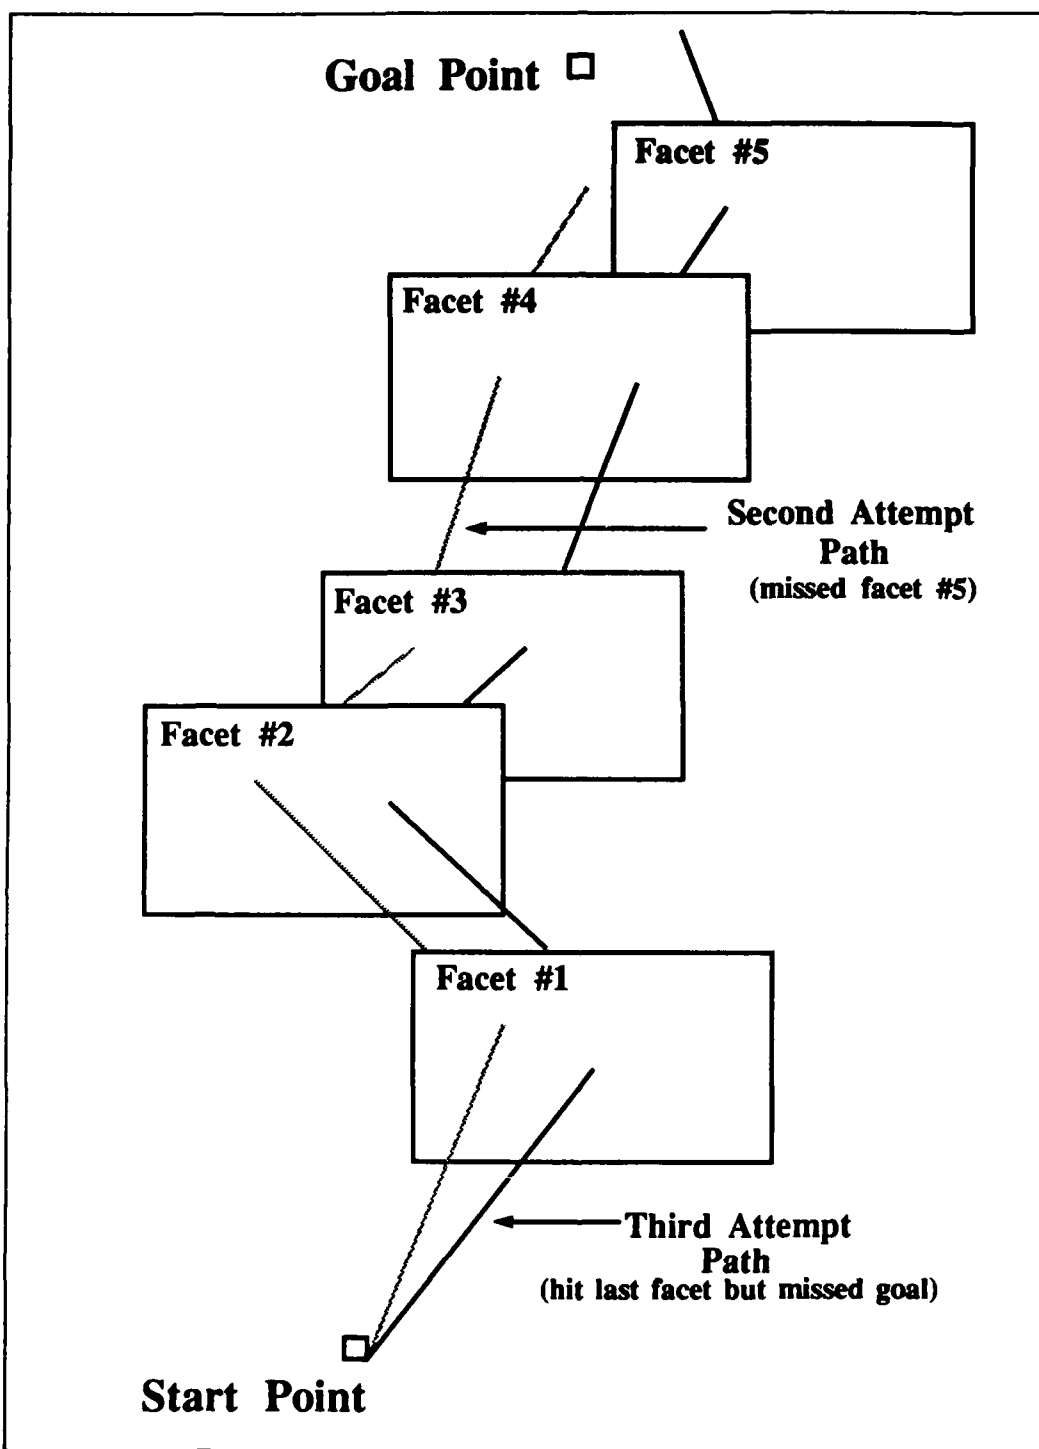 Goal Point
Facet #5
Facet #4
Second Attempt
Path
(missed facet #5)
Facet #3
Facet #2
Facet #1
Third Attempt
Path
(hit last facet but missed goal)
Start Point